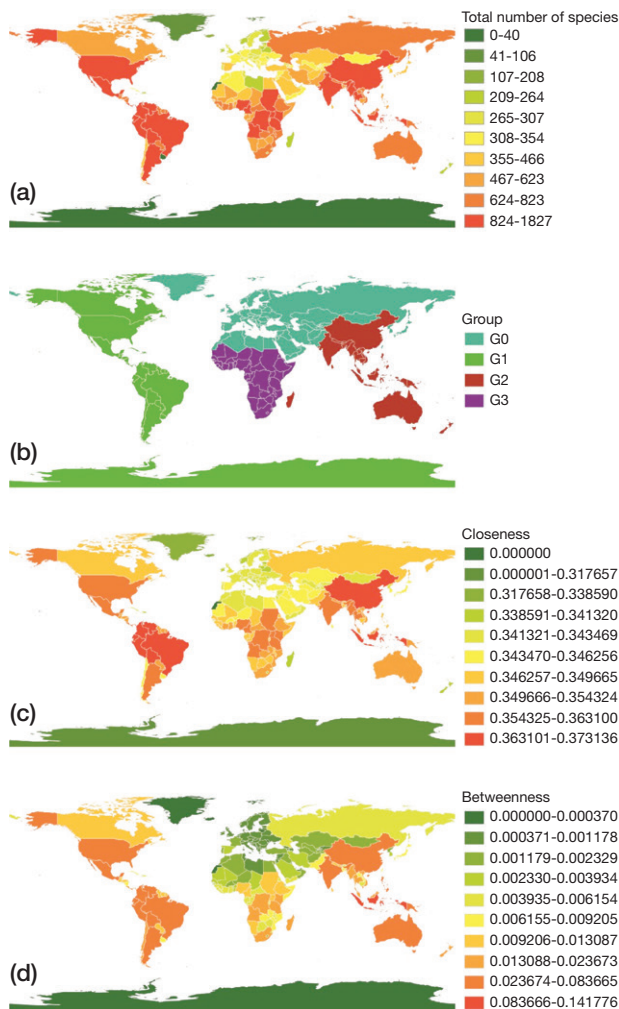 Total number of species
0-40
41-106
107-208
209-264
265-307
308-354
355-466
467-623
624-823
824-1827
(a)
Group
G0
G1
G2
G3
(b)
Closeness
0.000000
0.000001-0.317657
0.317658-0.338590
0.338591-0.341320
0.341321-0.343469
0.343470-0.346256
0.346257-0.349665
0.349666-0.354324
0.354325-0.363100
0.363101-0.373136
(c)
Betweenness
0.000000-0.000370
0.000371-0.001178
0.001179-0.002329
0.002330-0.003934
0.003935-0.006154
0.006155-0.009205
0.009206-0.013087
0.013088-0.023673
0.023674-0.083665
0.083666-0.141776
(d)